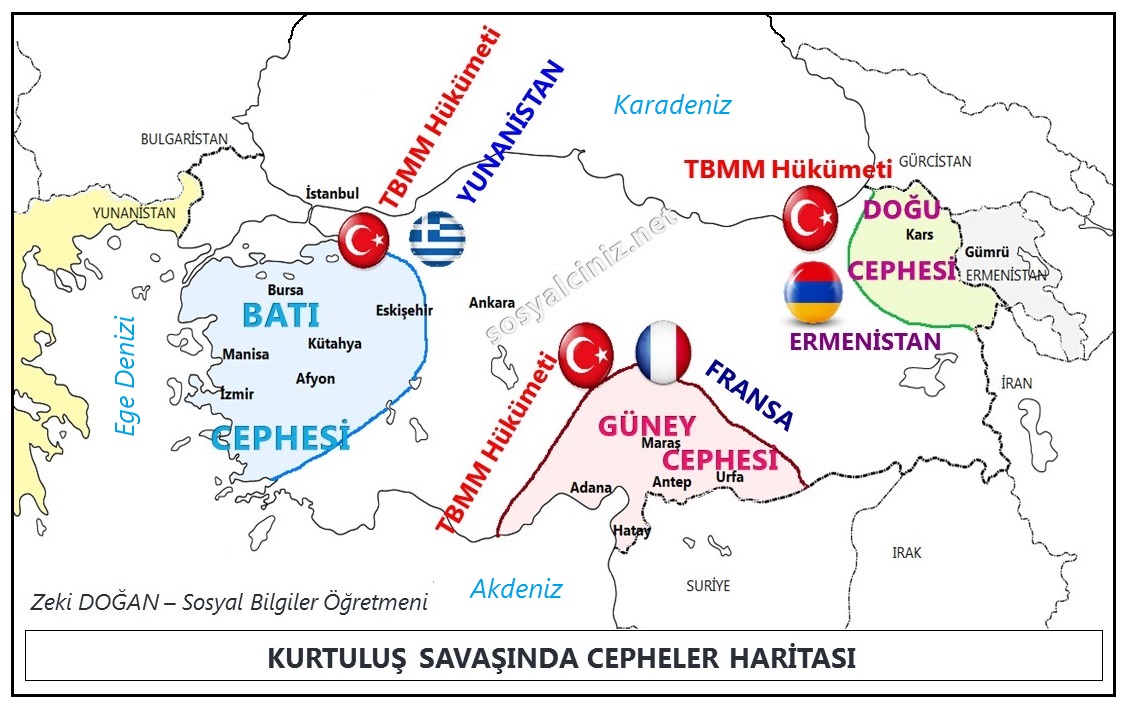 TBMM Hükümeti
YUNANİSTAN
Karadeniz
BULGARİSTAN
GÜRCİSTAN
TBMM Hükümeti
İstanbul
YUNANİSTAN
DOĞU
Kars
CEPHESİ
Gümrü
ERMENİSTAN
sosyalciniz.net
Bursa
BATI
Eskişehir
Ankara
Kütahya
Manisa
Afyon
İzmir
CEPHESİ
Ege Denizi
ERMENİSTAN
TBMM Hükümeti
FRANSA
İRAN
GÜNEY
Maraş
CEPHESİ
Adana
Antep
Urfa
Hatay
IRAK
SURİYE
Akdeniz
Zeki DOĞAN – Sosyal Bilgiler Öğretmeni
KURTULUŞ SAVAŞINDA CEPHELER HARİTASI